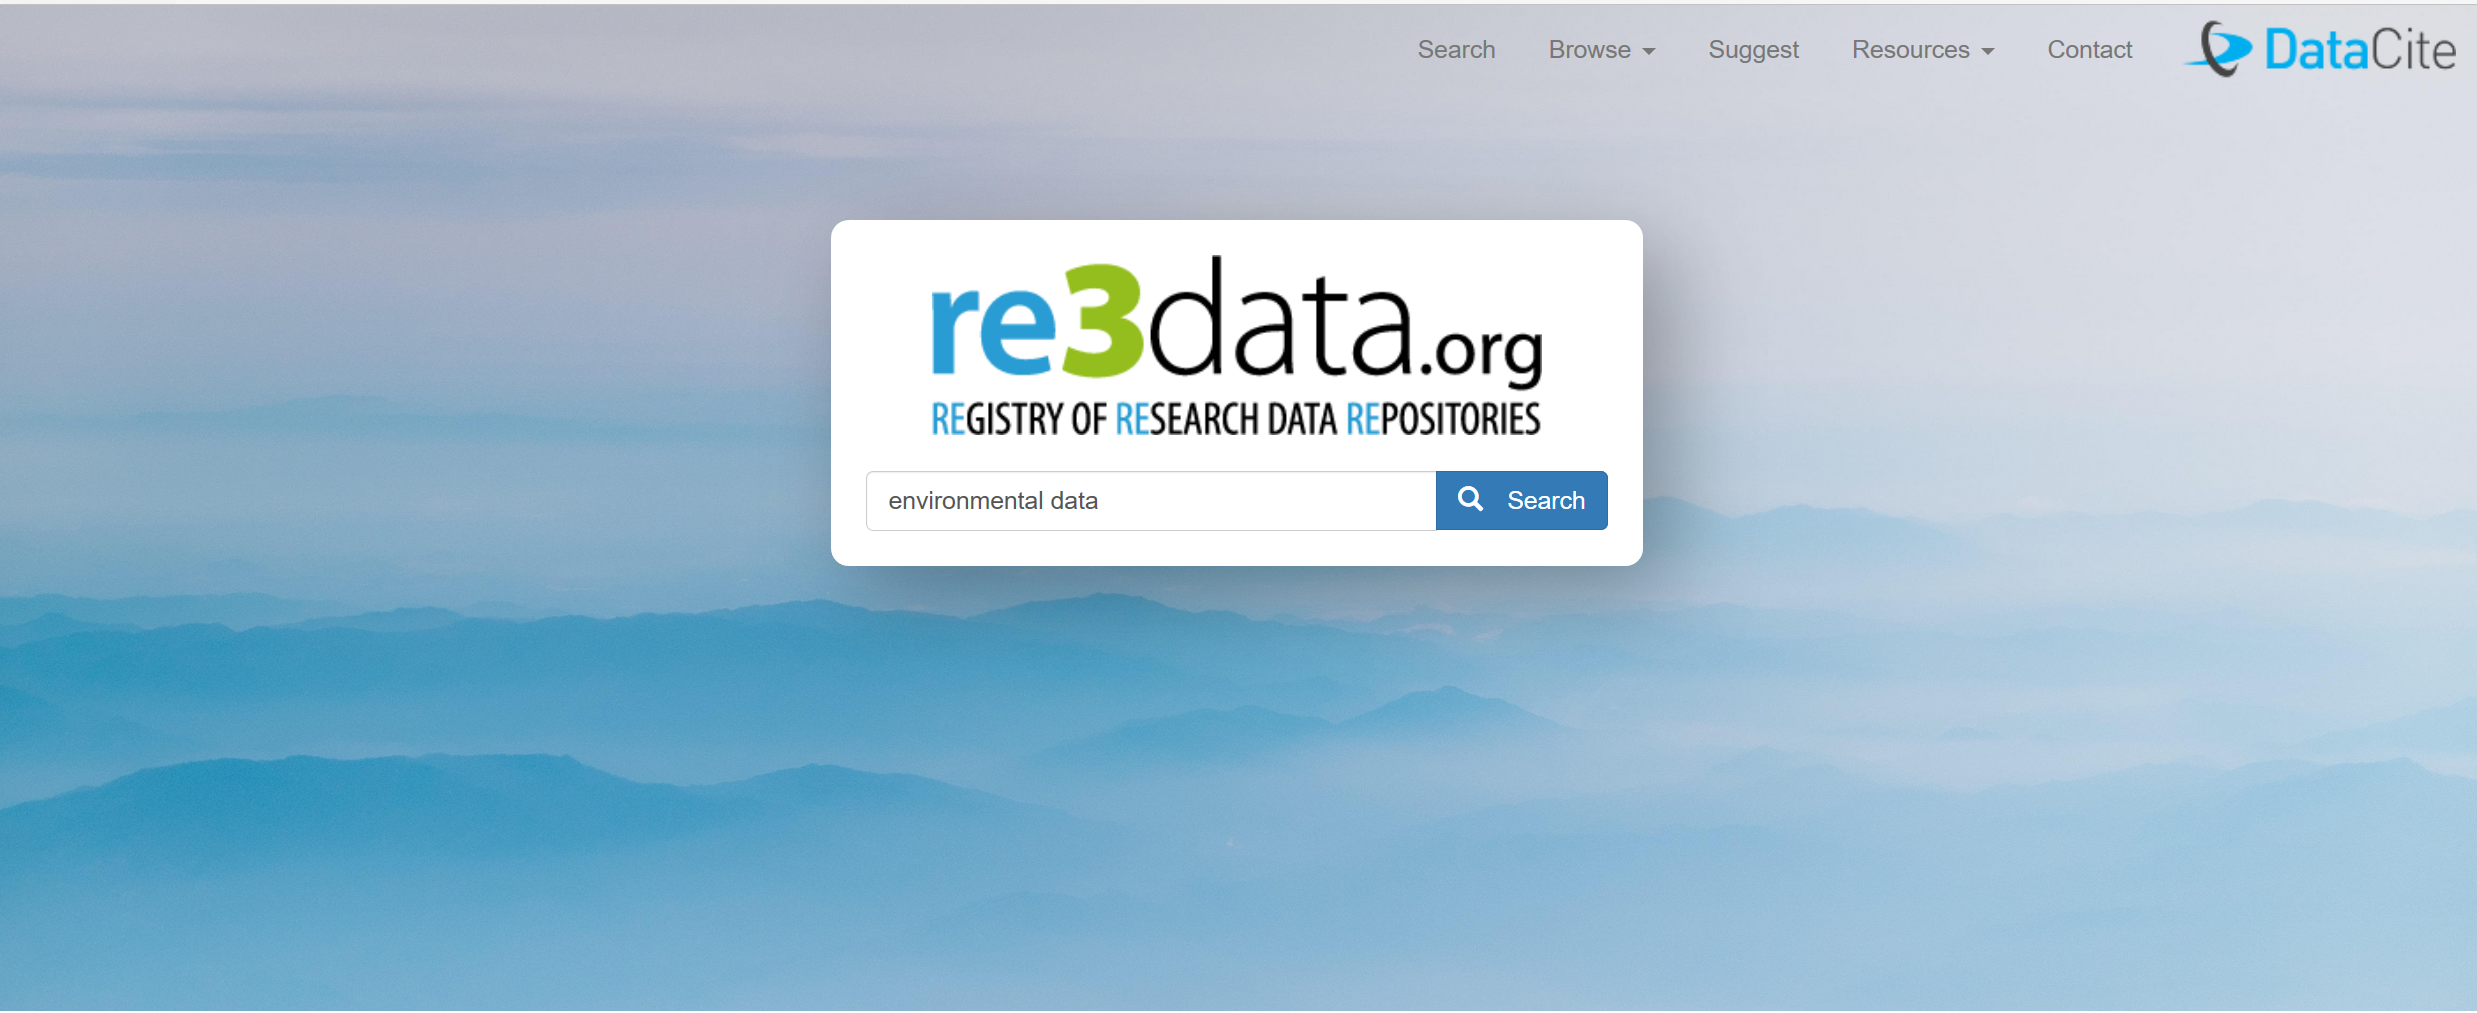 Search Browse Suggest Resources Contact DataCite
re3data.org
REGISTRY OF RESEARCH DATA REPOSITORIES
environmental data Search